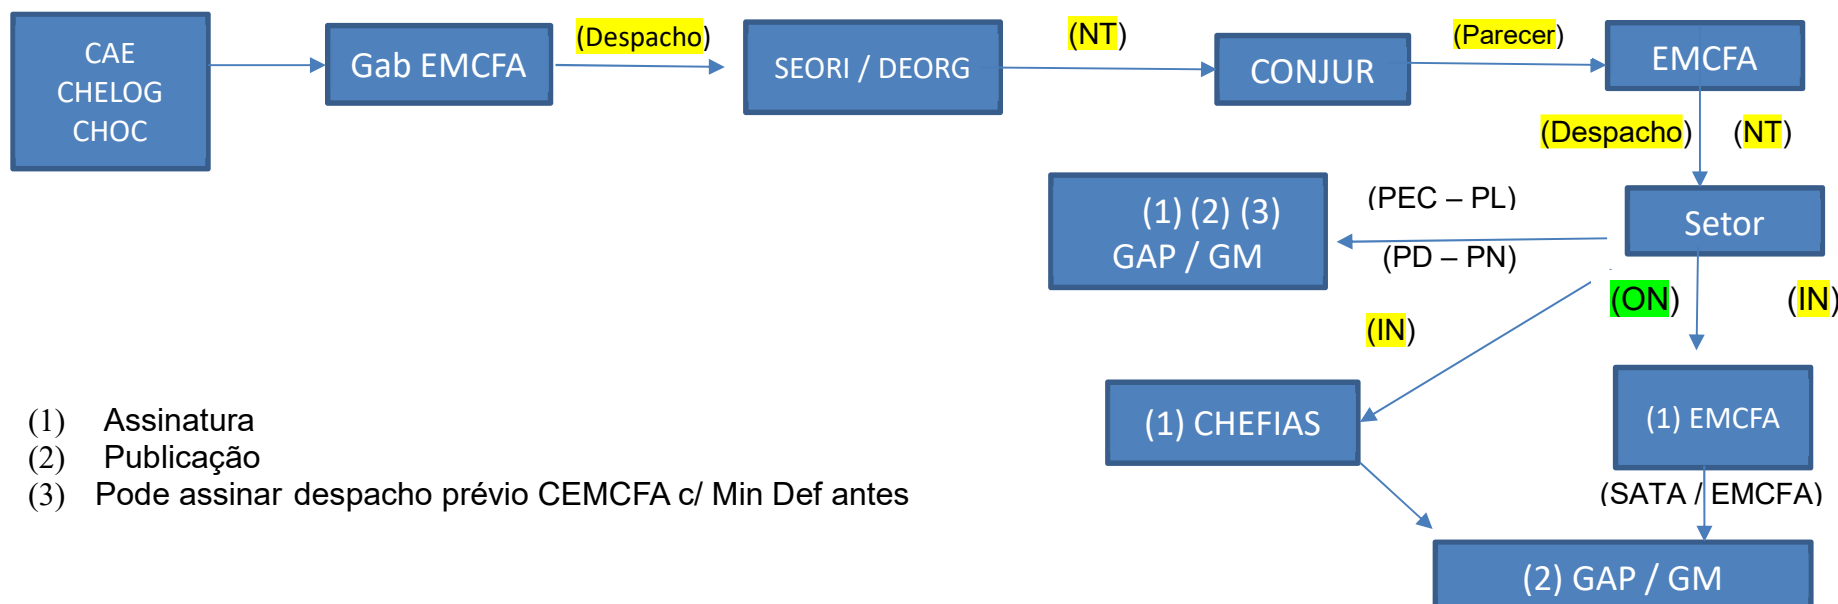 CAE
CHELOG
CHOC
Gab EMCFA
(Despacho)
SEORI / DEORG
(NT)
CONJUR
(Parecer)
EMCFA
(Despacho)
(NT)
(1) (2) (3)
GAP / GM
(PEC – PL)
(PD – PN)
Setor
(ON)
(IN)
(IN)
(1) CHEFIAS
(1) EMCFA
(SATA / EMCFA)
(2) GAP / GM
(1) Assinatura
(2) Publicação
(3) Pode assinar despacho prévio CEMCFA c/ Min Def antes